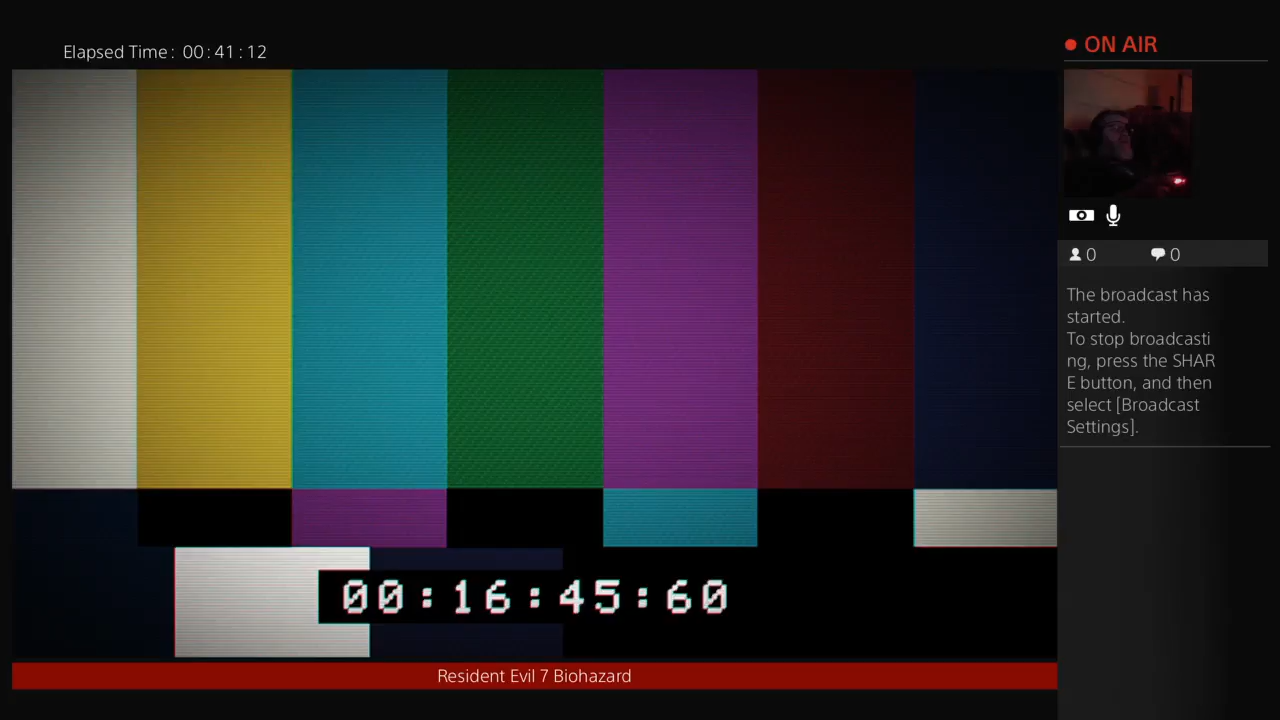 Elapsed Time: 00:41:12
ON AIR
0 0
The broadcast has
started.
To stop broadcasti
ng, press the SHAR
E button, and then
select [Broadcast
Settings].
00:16:45:60
Resident Evil 7 Biohazard